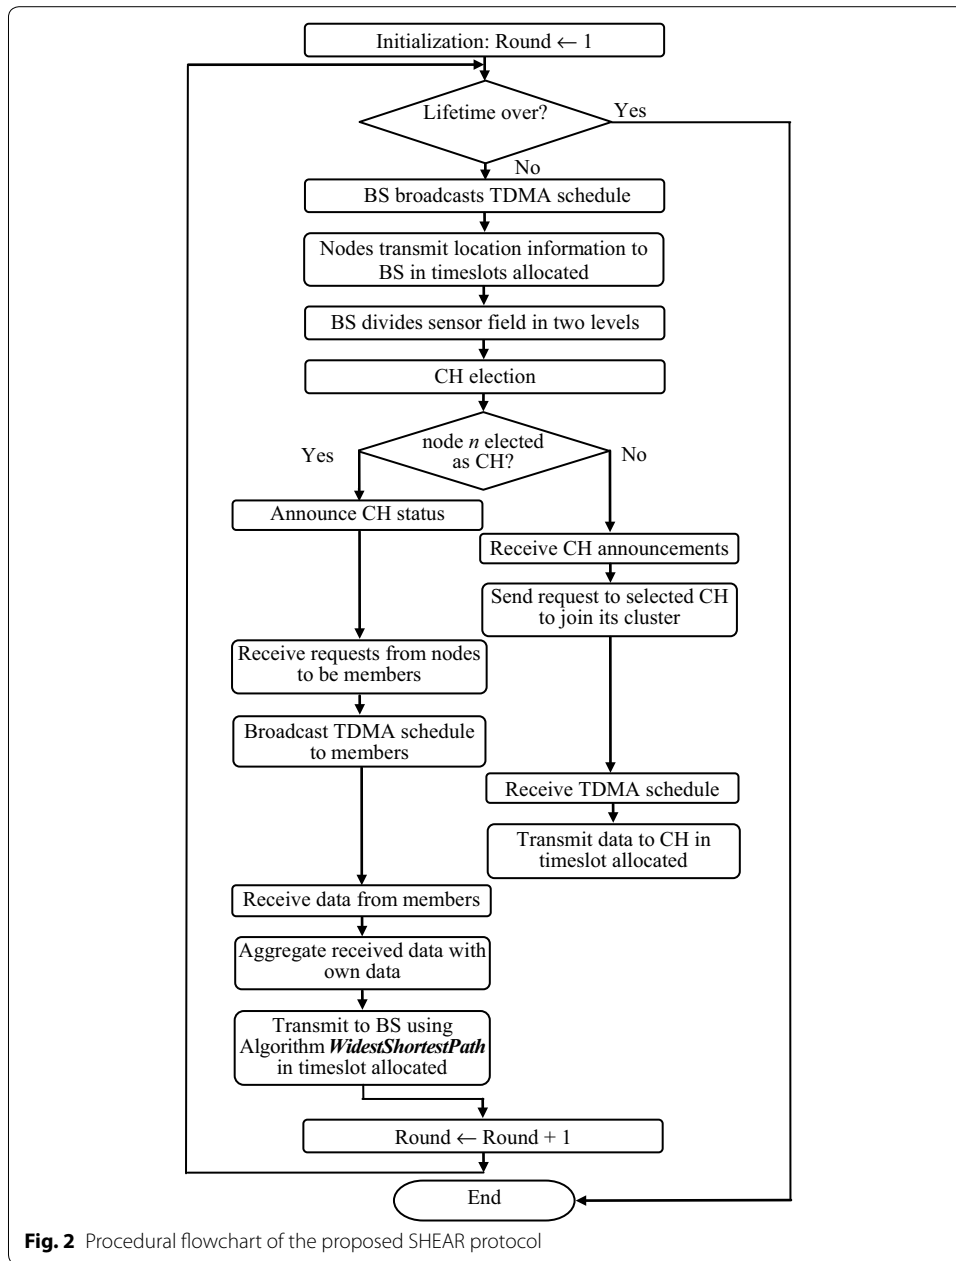 Initialization: Round ← 1
Lifetime over?
Yes
No
BS broadcasts TDMA schedule
Nodes transmit location information to
BS in timeslots allocated
BS divides sensor field in two levels
CH election
node n elected
as CH?
Yes
No
Announce CH status
Receive CH announcements
Send request to selected CH
to join its cluster
Receive requests from nodes
to be members
Broadcast TDMA schedule
to members
Receive TDMA schedule
Transmit data to CH in
timeslot allocated
Receive data from members
Aggregate received data with
own data
Transmit to BS using
Algorithm WidestShortestPath
in timeslot allocated
Round ← Round + 1
End
Fig. 2 Procedural flowchart of the proposed SHEAR protocol